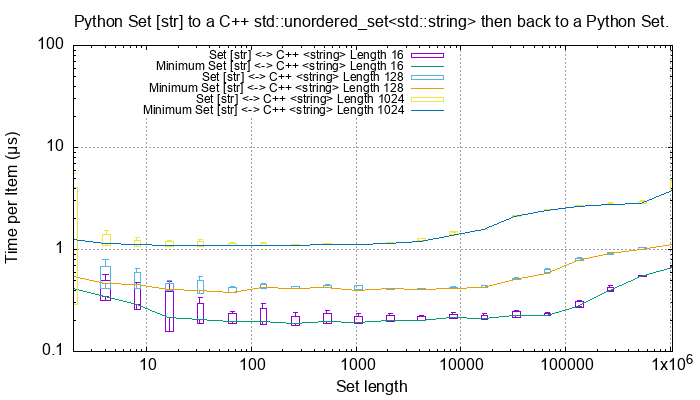 Python Set [str] to a C++ std::unordered_set<std::string> then back to a Python Set.
100
10
1
0.1
Time per Item (µs)
Set [str] <-> C++ <string> Length 16
Minimum Set [str] <-> C++ <string> Length 16
Set [str] <-> C++ <string> Length 128
Minimum Set [str] <-> C++ <string> Length 128
Set [str] <-> C++ <string> Length 1024
Minimum Set [str] <-> C++ <string> Length 1024
10 100 1000 10000 100000 1x10⁶
Set length